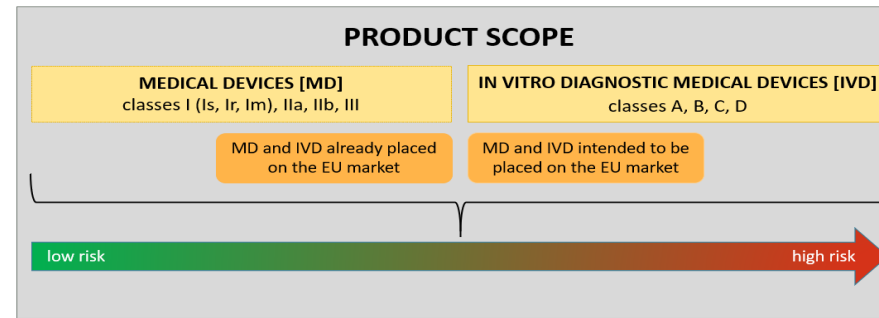 PRODUCT SCOPE
MEDICAL DEVICES [MD]
classes I (Is, Ir, Im), IIa, IIb, III
IN VITRO DIAGNOSTIC MEDICAL DEVICES [IVD]
classes A, B, C, D
MD and IVD already placed
on the EU market
MD and IVD intended to be
placed on the EU market
low risk
high risk